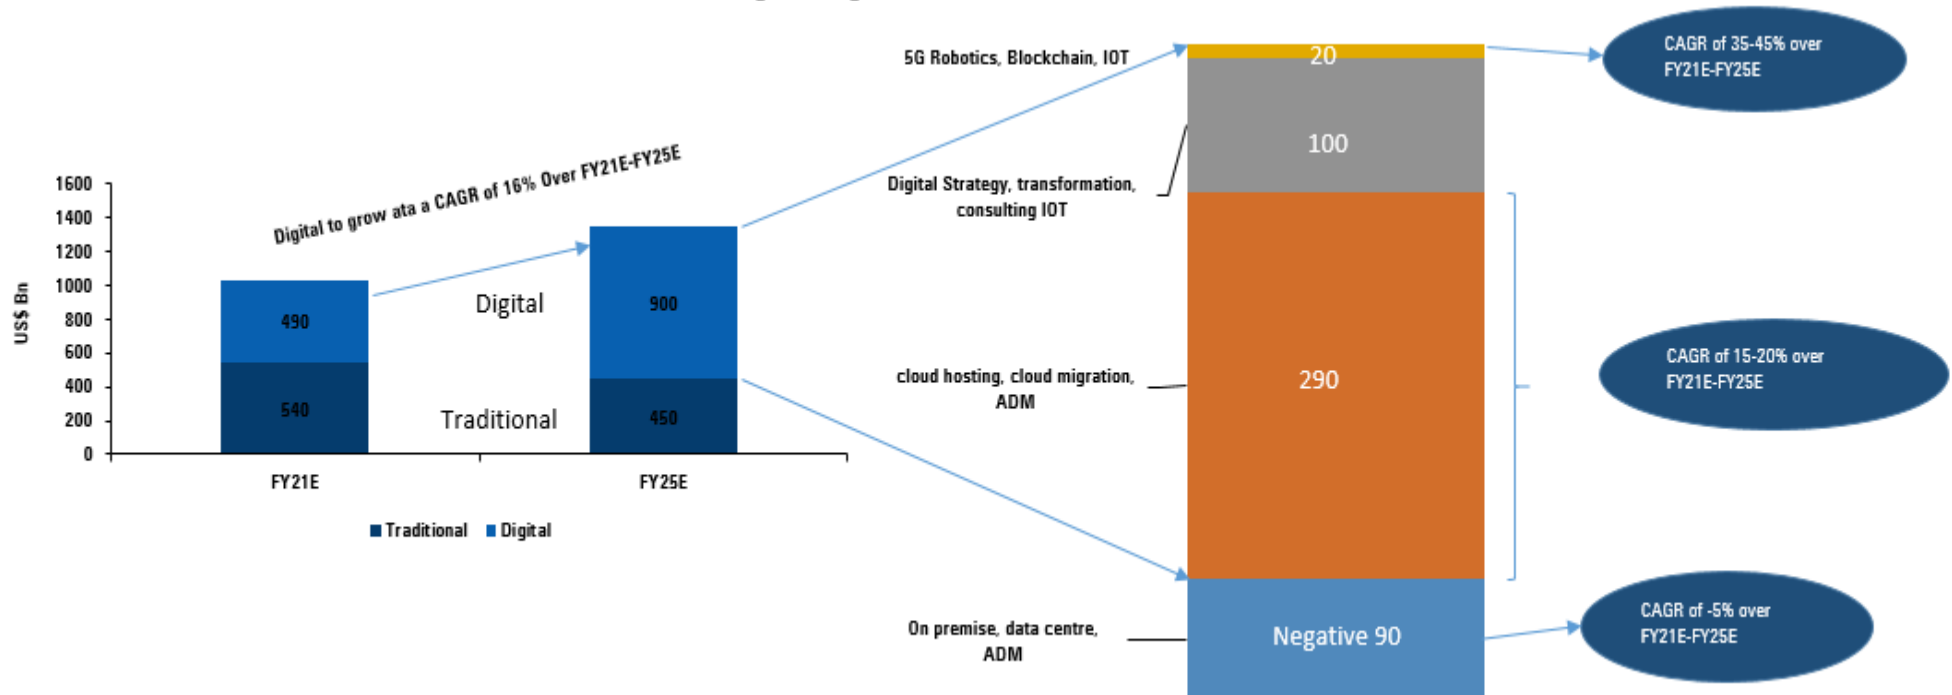 Digital to grow ata a CAGR of 16% Over FY21E-FY25E
US$ Bn
1600
1400
1200
1000
800
600
400
200
0
490
540
Digital
Traditional
900
450
FY21E
FY25E
Traditional
Digital
5G Robotics, Blockchain, IOT
Digital Strategy, transformation,
consulting IOT
cloud hosting, cloud migration,
ADM
On premise, data centre,
ADM
20
100
290
Negative 90
CAGR of 35-45% over
FY21E-FY25E
CAGR of 15-20% over
FY21E-FY25E
CAGR of -5% over
FY21E-FY25E